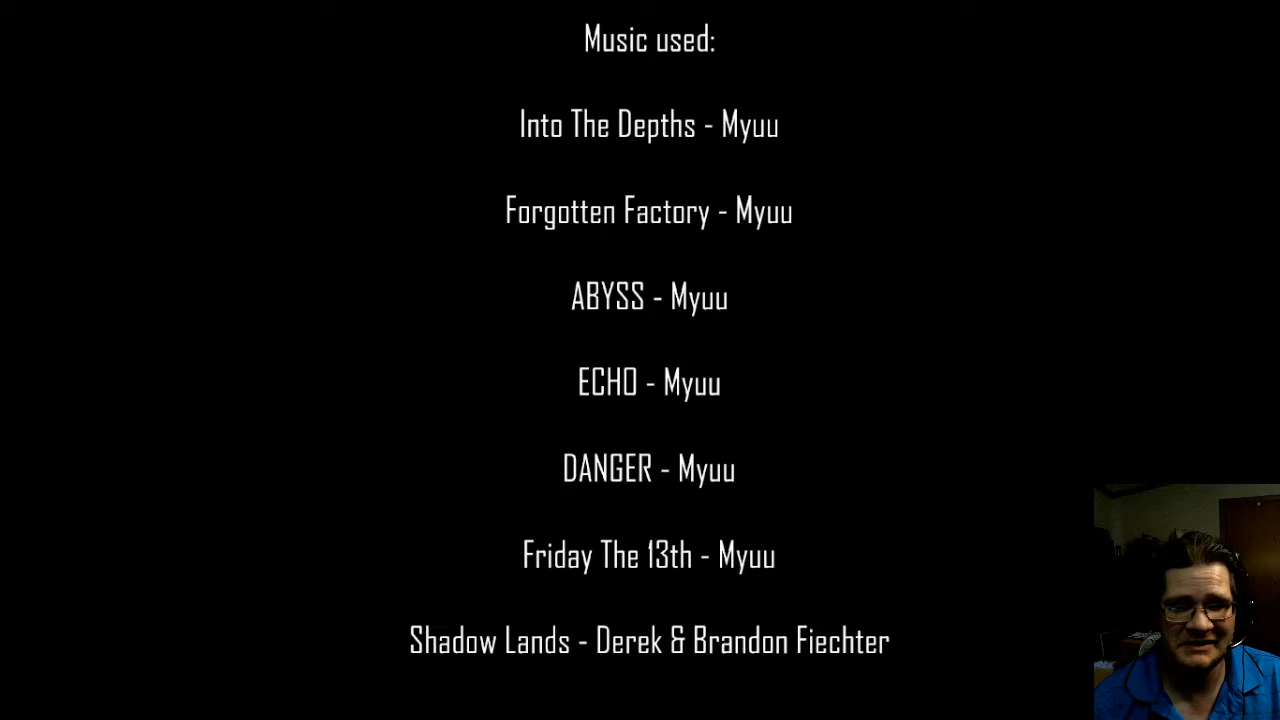 Music used:
Into The Depths - Myuu
Forgotten Factory - Myuu
ABYSS - Myuu
ECHO - Myuu
DANGER - Myuu
Friday The 13th - Myuu
Shadow Lands - Derek & Brandon Fiechter